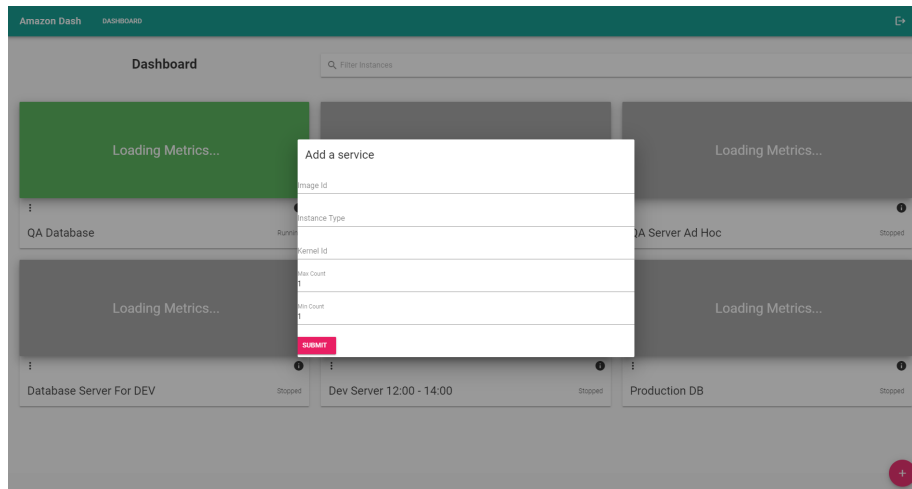 Amazon Dash DASHBOARD
Dashboard
Filter Instances
Loading Metrics...
Loading Metrics...
QA Database
QA Server Ad Hoc Stopped
Add a service
Image Id
Instance Type
Kernel Id
Max Count
1
Min Count
1
SUBMIT
Loading Metrics...
Loading Metrics...
Database Server For DEV Stopped
Dev Server 12:00 - 14:00 Stopped
Production DB Stopped